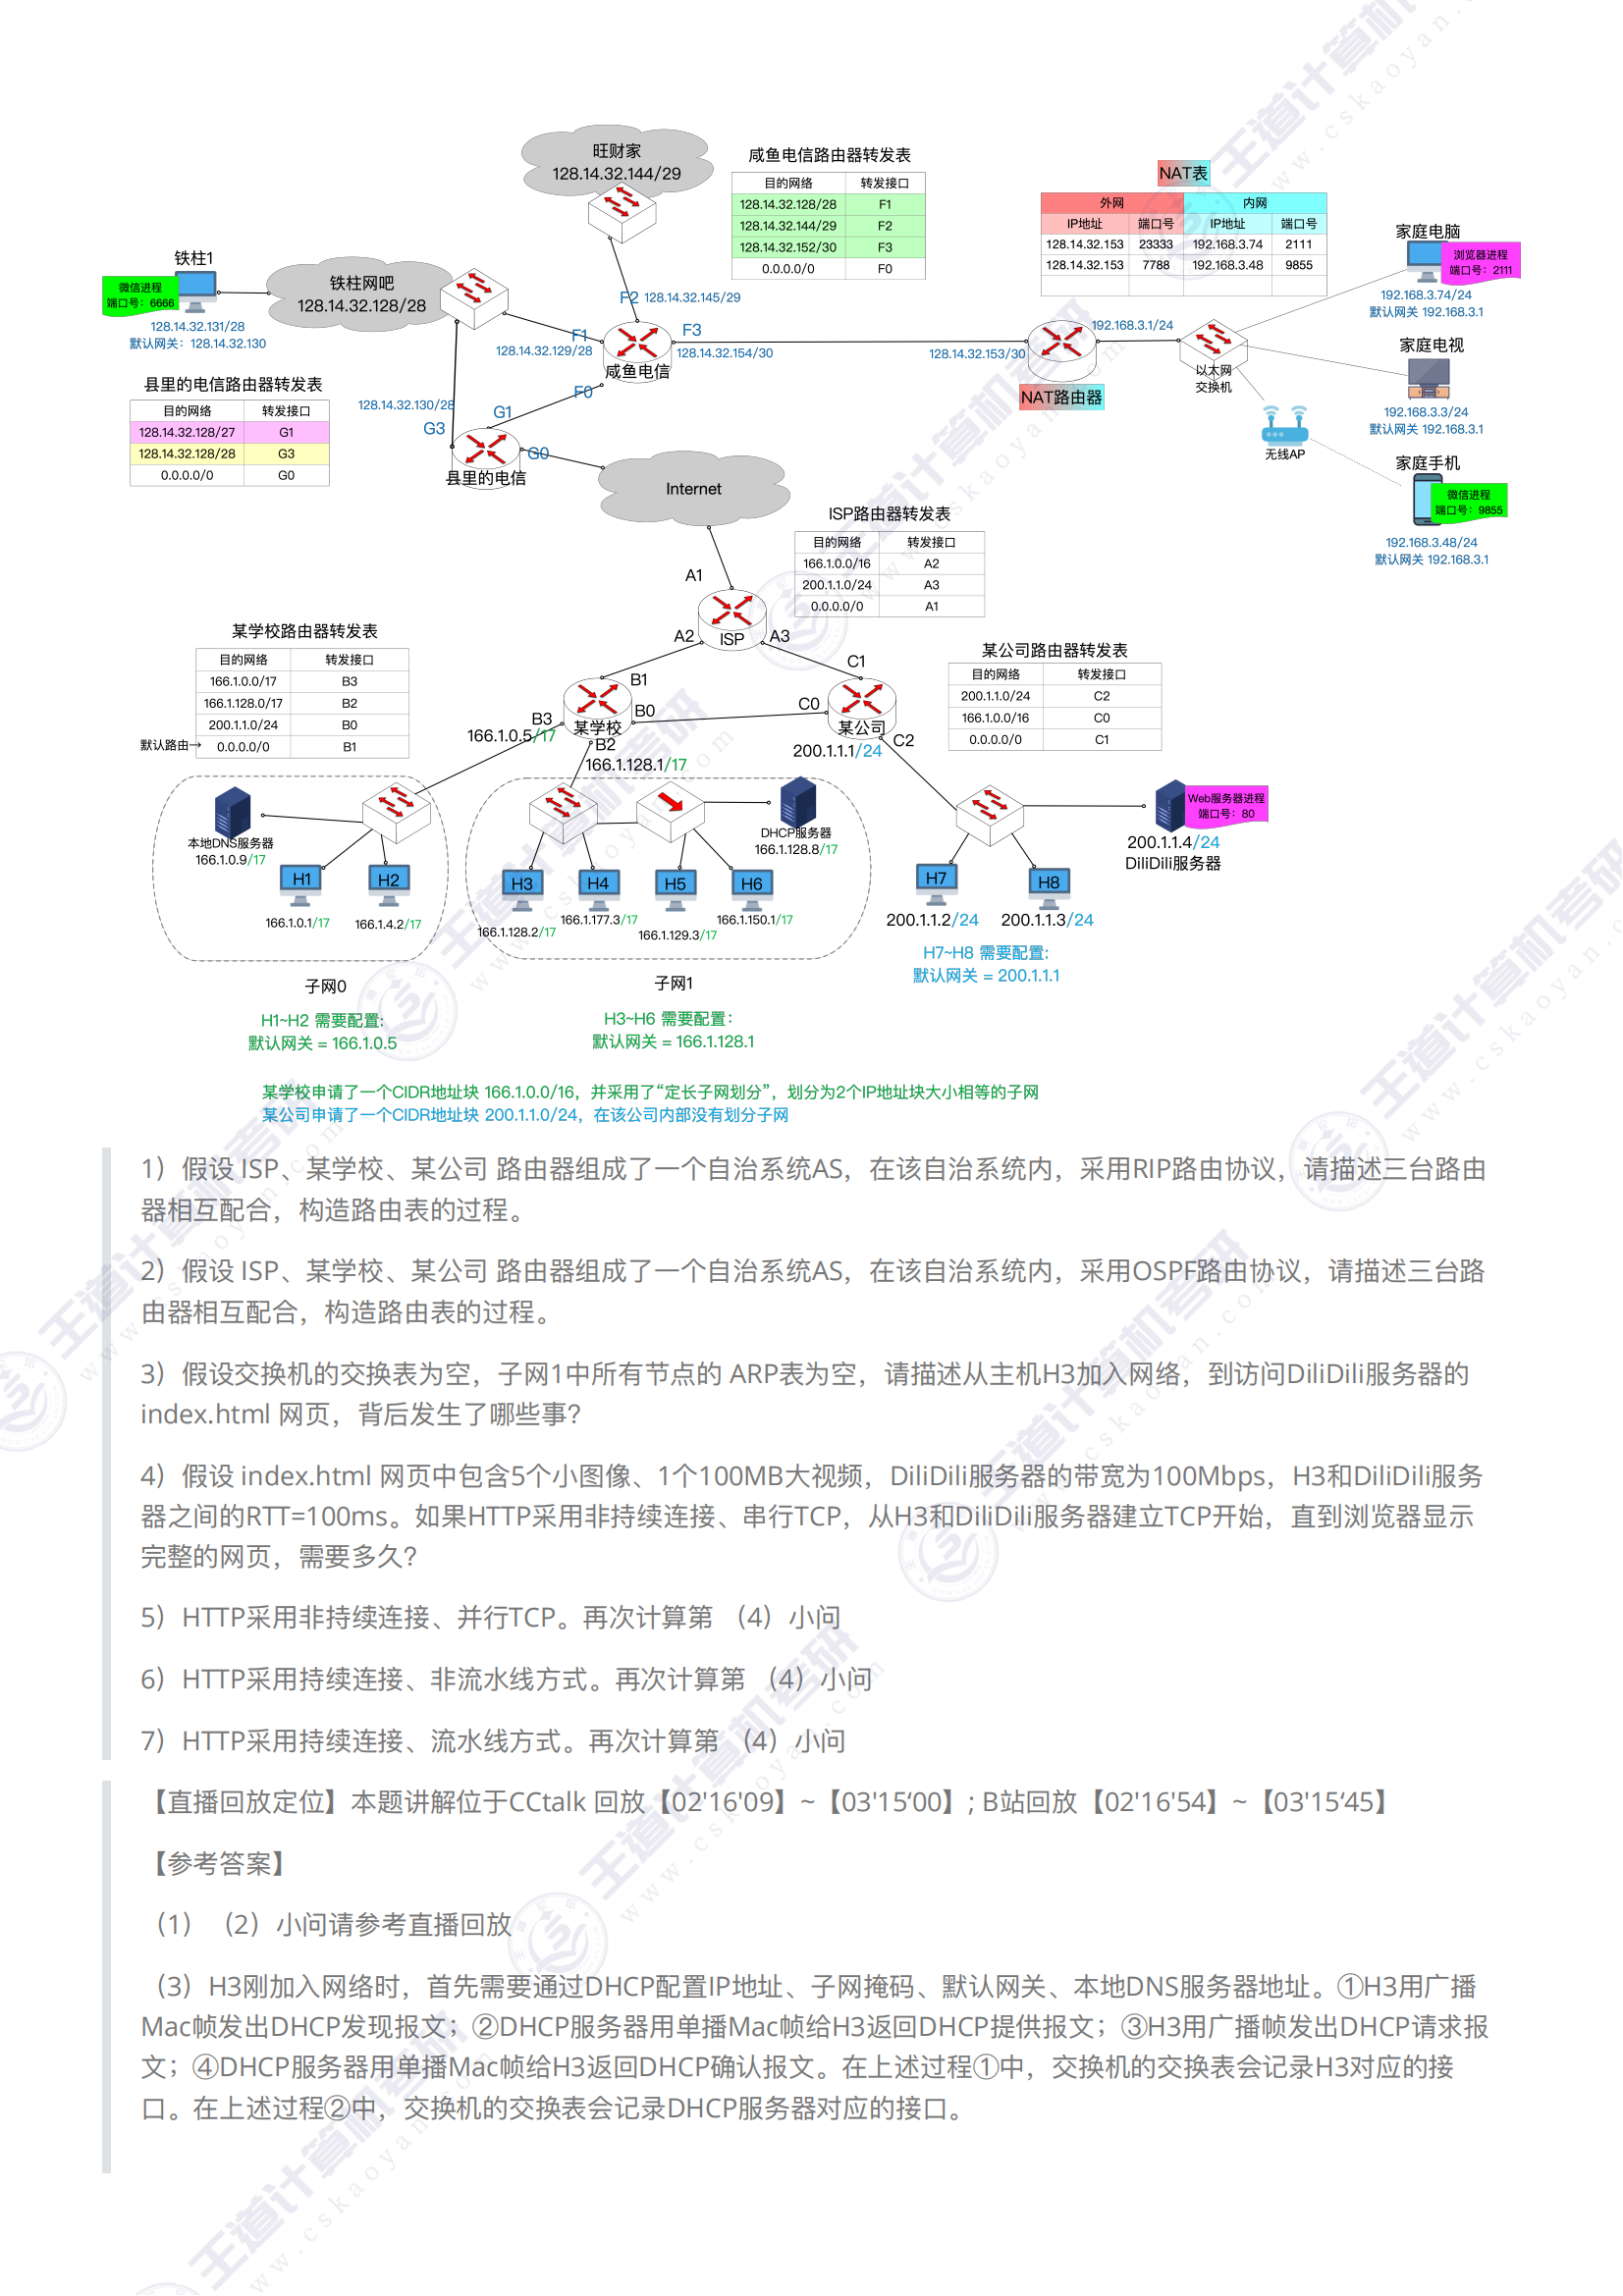 旺财家
128.14.32.144/29
咸鱼电信路由器转发表
目的网络 转发接口
128.14.32.128/28 F1
128.14.32.144/29 F2
128.14.32.152/30 F3
0.0.0.0/0 F0
NAT表
外网 内网
IP地址 端口号 IP地址 端口号
128.14.32.153 23333 192.168.3.74 2111
128.14.32.153 7788 192.168.3.48 9855
家庭电脑
浏览器进程
端口号：2111
192.168.3.74/24
默认网关 192.168.3.1
铁柱1
微信进程
端口号：6666
128.14.32.131/28
默认网关：128.14.32.130
铁柱网吧
128.14.32.128/28
F2 128.14.32.145/29
F1
128.14.32.129/28
F3
128.14.32.154/30
咸鱼电信
F0
128.14.32.153/30
192.168.3.1/24
NAT路由器
以太网
交换机
家庭电视
192.168.3.3/24
默认网关 192.168.3.1
无线AP
家庭手机
微信进程
端口号：9855
192.168.3.48/24
默认网关 192.168.3.1
县里的电信路由器转发表
目的网络 转发接口
128.14.32.128/27 G1
128.14.32.128/28 G3
0.0.0.0/0 G0
128.14.32.130/28
G3
G1
G0
县里的电信
Internet
ISP路由器转发表
目的网络 转发接口
166.1.0.0/16 A2
200.1.1.0/24 A3
0.0.0.0/0 A1
A1
A2
ISP
A3
某学校路由器转发表
目的网络 转发接口
166.1.0.0/17 B3
166.1.128.0/17 B2
200.1.1.0/24 B0
默认路由→ 0.0.0.0/0 B1
B1
B0
B3
166.1.0.5/17
某学校
B2
166.1.128.1/17
C1
C0
某公司
200.1.1.1/24
C2
某公司路由器转发表
目的网络 转发接口
200.1.1.0/24 C2
166.1.0.0/16 C0
0.0.0.0/0 C1
本地DNS服务器
166.1.0.9/17
H1
166.1.0.1/17
H2
166.1.4.2/17
DHCP服务器
166.1.128.8/17
H3
166.1.128.2/17
H4
166.1.177.3/17
H5
166.1.129.3/17
H6
166.1.150.1/17
Web服务器进程
端口号：80
200.1.1.4/24
DiliDili服务器
H7
200.1.1.2/24
H8
200.1.1.3/24
H7~H8 需要配置:
默认网关 = 200.1.1.1
子网0
子网1
H1~H2 需要配置:
默认网关 = 166.1.0.5
H3~H6 需要配置：
默认网关 = 166.1.128.1
某学校申请了一个CIDR地址块 166.1.0.0/16，并采用了“定长子网划分”，划分为2个IP地址块大小相等的子网
某公司申请了一个CIDR地址块 200.1.1.0/24，在该公司内部没有划分子网
1）假设 ISP、某学校、某公司 路由器组成了一个自治系统AS，在该自治系统内，采用RIP路由协议，请描述三台路由
器相互配合，构造路由表的过程。
2）假设 ISP、某学校、某公司 路由器组成了一个自治系统AS，在该自治系统内，采用OSPF路由协议，请描述三台路
由器相互配合，构造路由表的过程。
3）假设交换机的交换表为空，子网1中所有节点的 ARP表为空，请描述从主机H3加入网络，到访问DiliDili服务器的
index.html 网页，背后发生了哪些事？
4）假设 index.html 网页中包含5个小图像、1个100MB大视频，DiliDili服务器的带宽为100Mbps，H3和DiliDili服务
器之间的RTT=100ms。如果HTTP采用非持续连接、串行TCP，从H3和DiliDili服务器建立TCP开始，直到浏览器显示
完整的网页，需要多久？
5）HTTP采用非持续连接、并行TCP。再次计算第 （4）小问
6）HTTP采用持续连接、非流水线方式。再次计算第 （4）小问
7）HTTP采用持续连接、流水线方式。再次计算第 （4）小问
【直播回放定位】本题讲解位于CCtalk 回放【02'16'09】~【03'15‘00】; B站回放【02'16'54】~【03'15‘45】
【参考答案】
（1）（2）小问请参考直播回放
（3）H3刚加入网络时，首先需要通过DHCP配置IP地址、子网掩码、默认网关、本地DNS服务器地址。①H3用广播
Mac帧发出DHCP发现报文；②DHCP服务器用单播Mac帧给H3返回DHCP提供报文；③H3用广播帧发出DHCP请求报
文；④DHCP服务器用单播Mac帧给H3返回DHCP确认报文。在上述过程①中，交换机的交换表会记录H3对应的接
口。在上述过程②中，交换机的交换表会记录DHCP服务器对应的接口。
王道计算机考研
www.cskaoyan.com